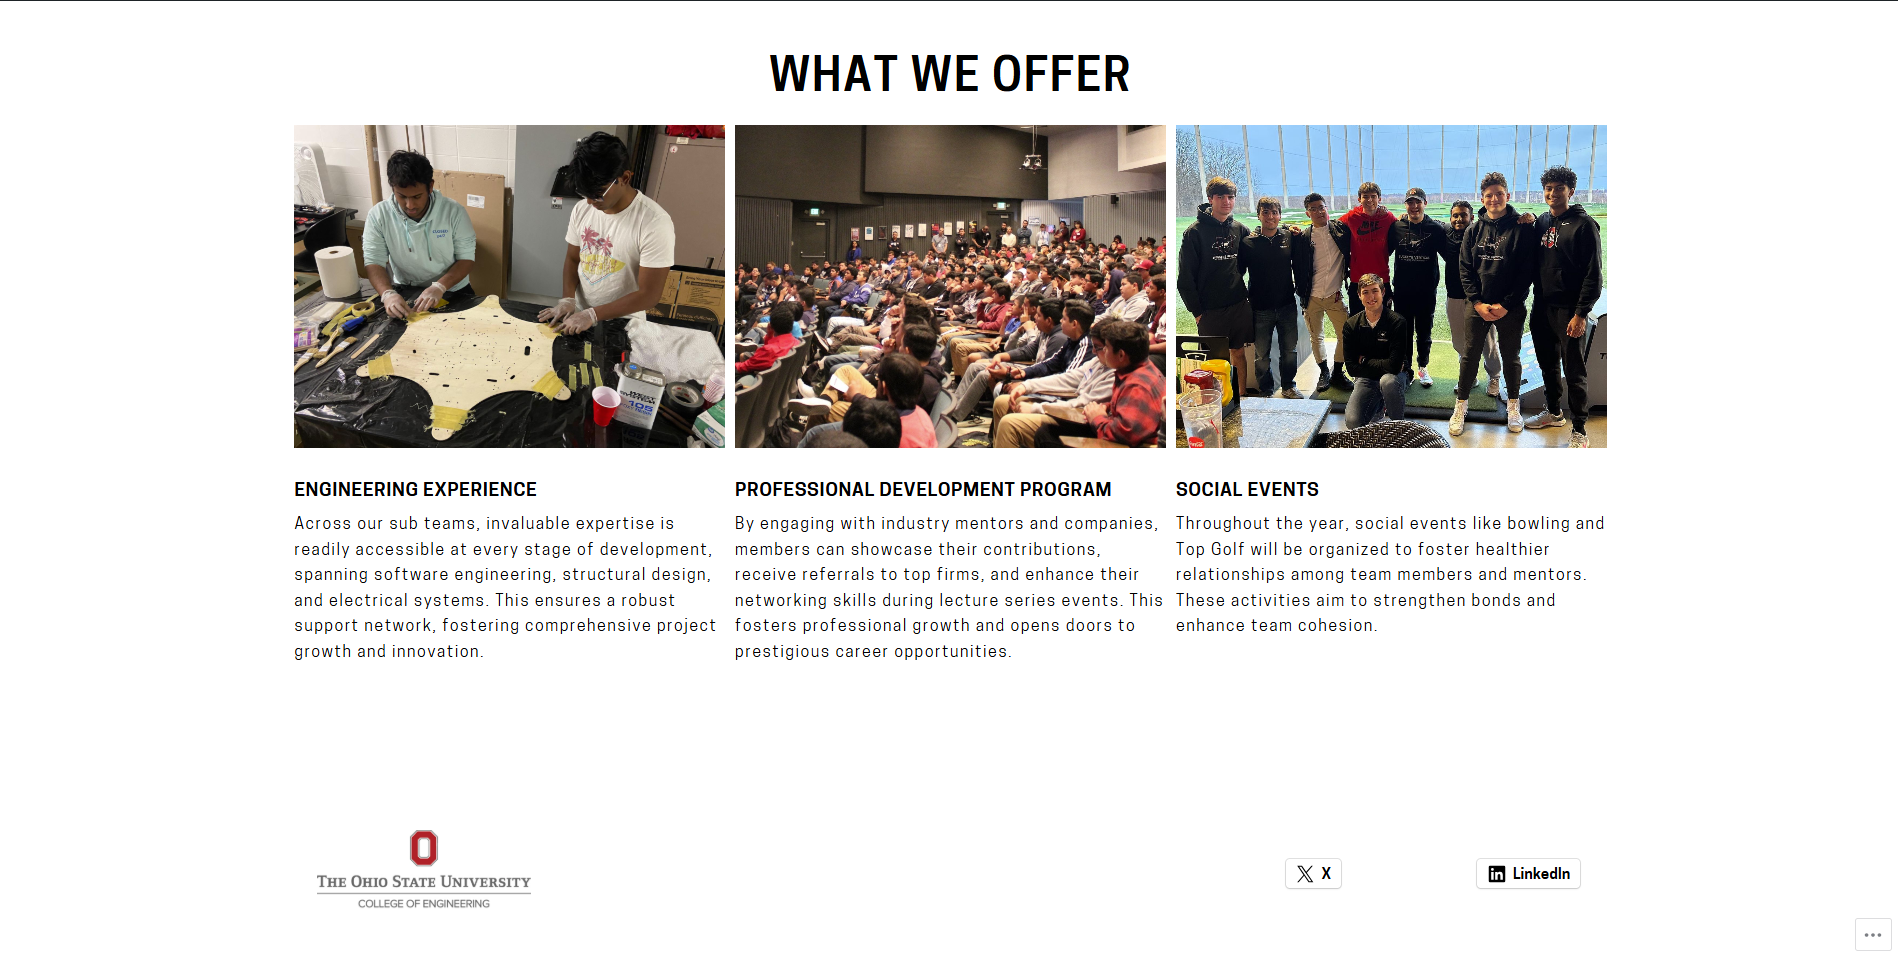 WHAT WE OFFER
ENGINEERING EXPERIENCE
Across our sub teams, invaluable expertise is
readily accessible at every stage of development,
spanning software engineering, structural design,
and electrical systems. This ensures a robust
support network, fostering comprehensive project
growth and innovation.
PROFESSIONAL DEVELOPMENT PROGRAM
By engaging with industry mentors and companies,
members can showcase their contributions,
receive referrals to top firms, and enhance their
networking skills during lecture series events. This
fosters professional growth and opens doors to
prestigious career opportunities.
SOCIAL EVENTS
Throughout the year, social events like bowling and
Top Golf will be organized to foster healthier
relationships among team members and mentors.
These activities aim to strengthen bonds and
enhance team cohesion.
THE OHIO STATE UNIVERSITY
COLLEGE OF ENGINEERING
X
LinkedIn